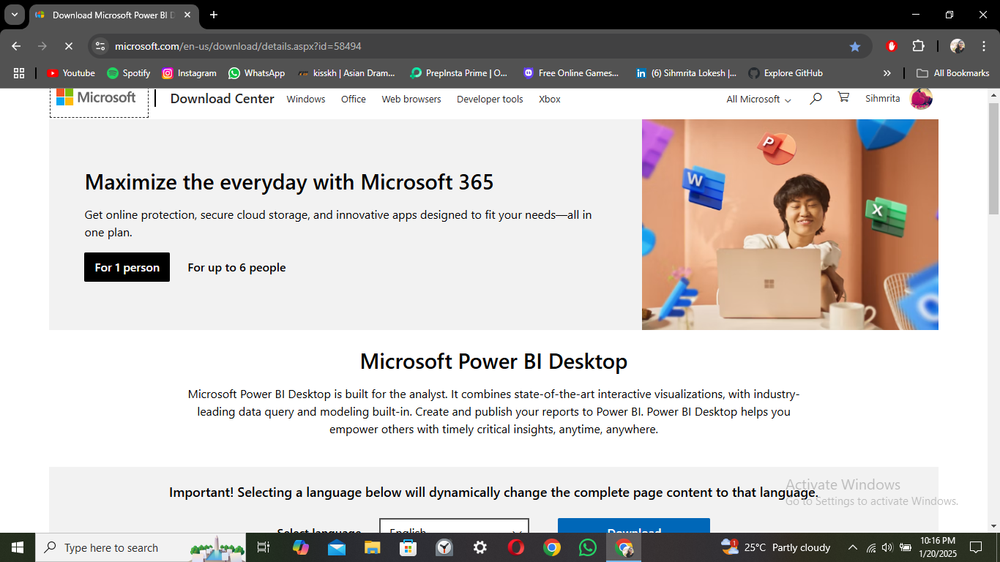 Download Microsoft Power BI D
microsoft.com/en-us/download/details.aspx?id=58494
Youtube
Spotify
Instagram
WhatsApp
kisskh | Asian Dram...
PrepInsta Prime | O...
Free Online Games...
(6) Sihmrita Lokesh |...
Explore GitHub
All Bookmarks
Microsoft
Download Center
Windows
Office
Web browsers
Developer tools
Xbox
All Microsoft
Sihmrita
Maximize the everyday with Microsoft 365
Get online protection, secure cloud storage, and innovative apps designed to fit your needs—all in
one plan.
For 1 person
For up to 6 people
P
W
X
Microsoft Power BI Desktop
Microsoft Power BI Desktop is built for the analyst. It combines state-of-the-art interactive visualizations, with industry-
leading data query and modeling built-in. Create and publish your reports to Power BI. Power BI Desktop helps you
empower others with timely critical insights, anytime, anywhere.
Important! Selecting a language below will dynamically change the complete page content to that language.
Select language
English
Download
Activate Windows
Go to Settings to activate Windows.
Type here to search
1
25°C Partly cloudy
10:16 PM
1/20/2025